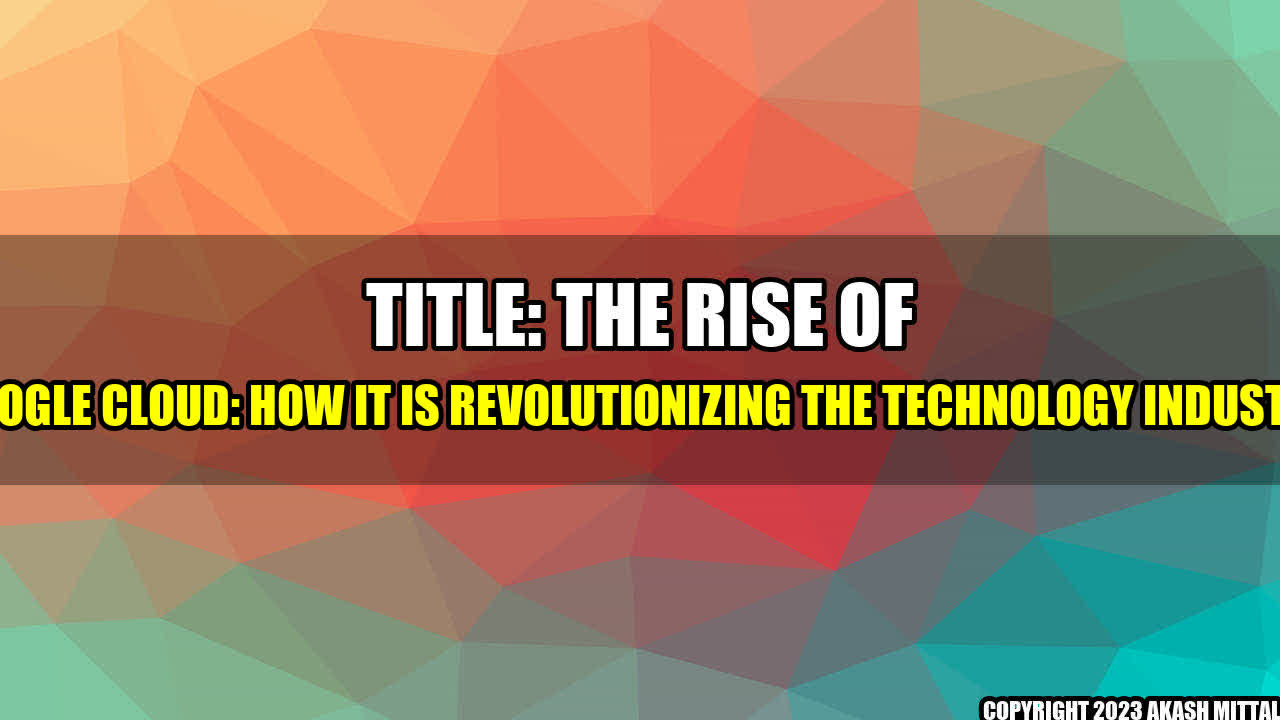 TITLE: THE RISE OF
OGLE CLOUD: HOW IT IS REVOLUTIONIZING THE TECHNOLOGY INDUST
COPYRIGHT 2023 AKASH MITTAL